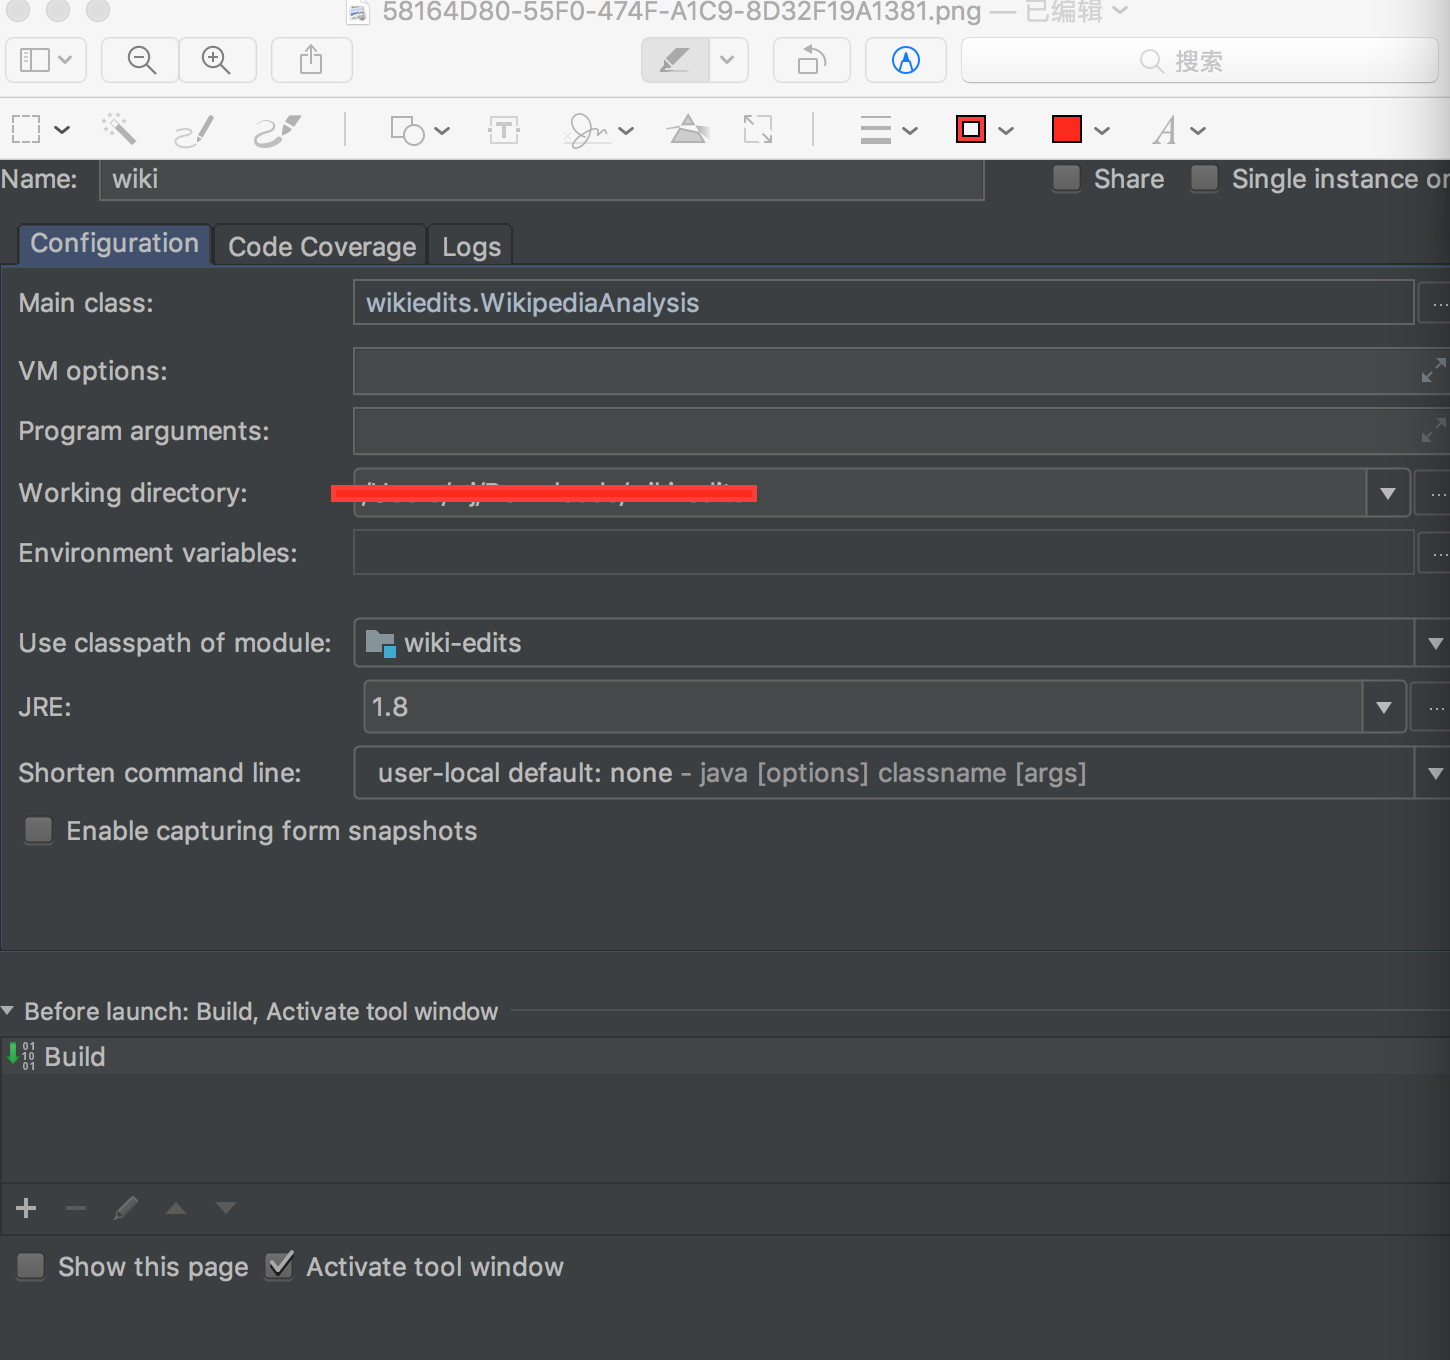 58164D80-55F0-474F-A1C9-8D32F19A1381.png — 已编辑
搜索
Name: wiki Share Single instance
Configuration Code Coverage Logs
Main class: wikiedits.WikipediaAnalysis
VM options:
Program arguments:
Working directory:
Environment variables:
Use classpath of module: wiki-edits
JRE: 1.8
Shorten command line: user-local default: none - java [options] classname [args]
Enable capturing form snapshots
Before launch: Build, Activate tool window
Build
Show this page Activate tool window